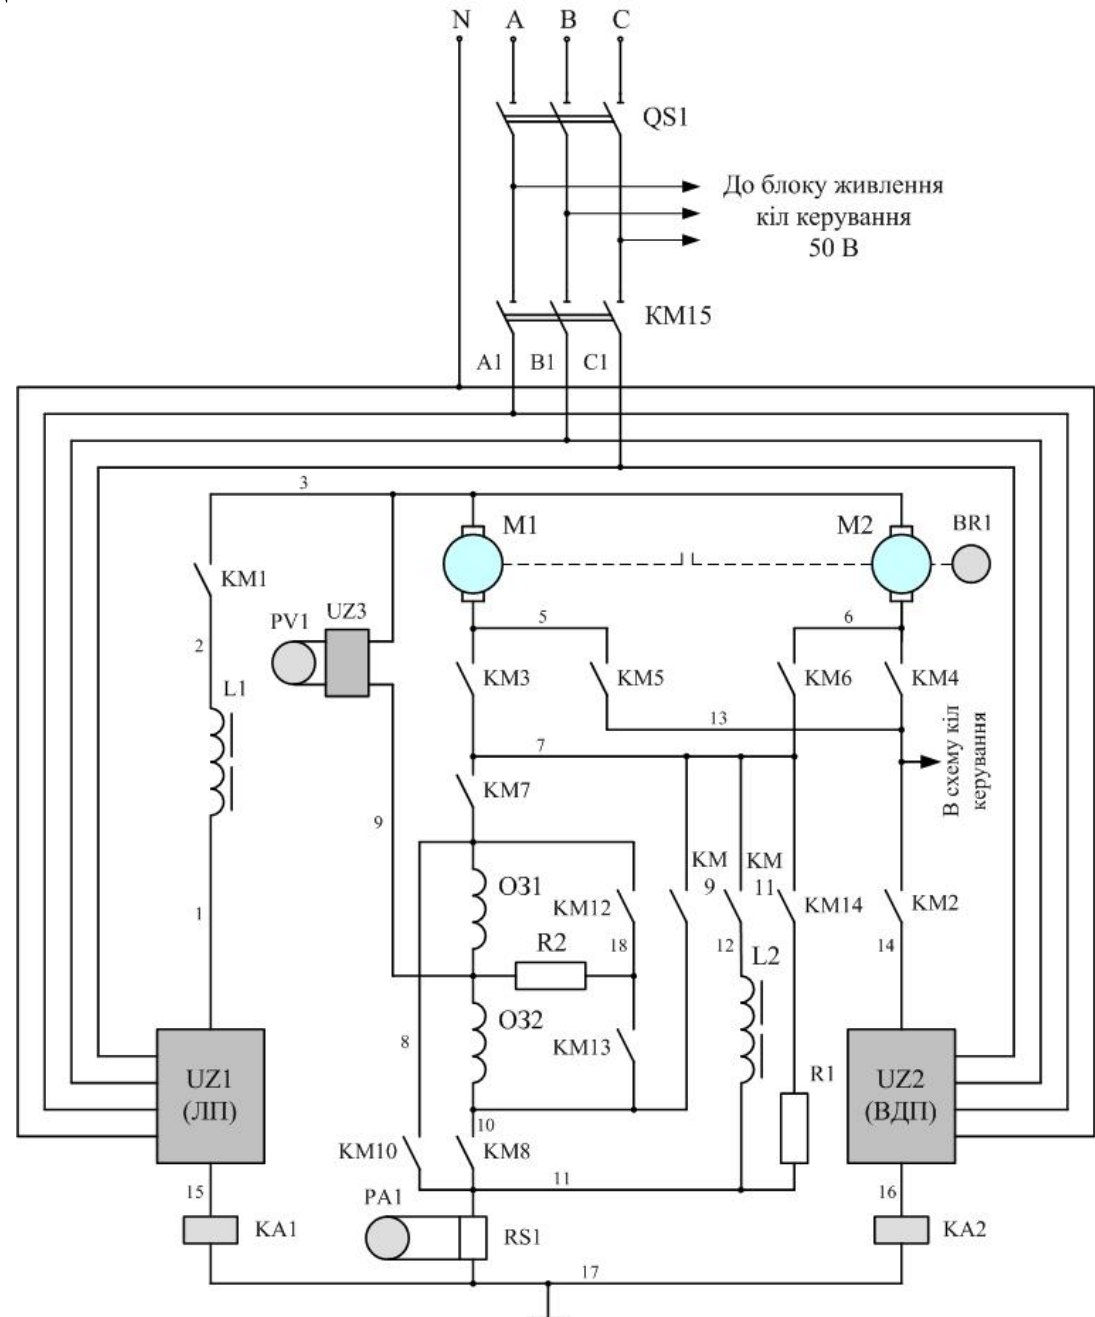 N A B C
QS1
До блоку живлення
кіл керування
50 В
КМ15
A1 B1 C1
3
M1
M2
BR1
KM1
PV1
UZ3
5
6
2
KM3
KM5
KM6
KM4
L1
13
7
В схему кіл
керування
KM7
9
ОЗ1
KM
9
KM
11
1
KM12
KM14
KM2
R2
18
12
L2
14
ОЗ2
8
KM13
UZ1
(ЛП)
R1
UZ2
(ВДП)
10
KM10
KM8
11
15
PA1
16
KA1
RS1
KA2
17